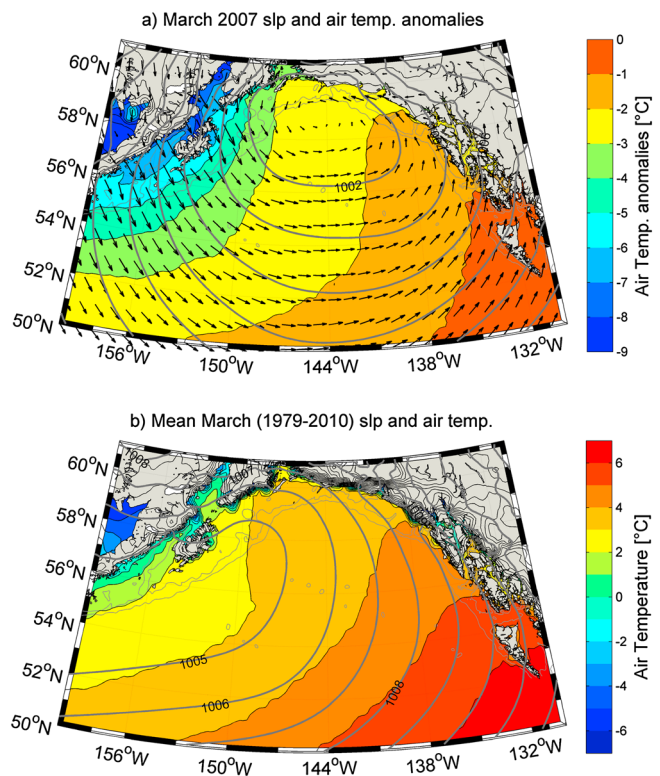 a) March 2007 slp and air temp. anomalies
60°N
58°N
56°N
54°N
52°N
50°N
156°W
150°W
144°W
138°W
132°W
1002
0
-1
-2
-3
-4
-5
-6
-7
-8
-9
Air Temp. anomalies [°C]
b) Mean March (1979-2010) slp and air temp.
60°N
58°N
56°N
54°N
52°N
50°N
156°W
150°W
144°W
138°W
132°W
1008
1007
1005
1006
1008
6
4
2
0
-2
-4
-6
Air Temperature [°C]